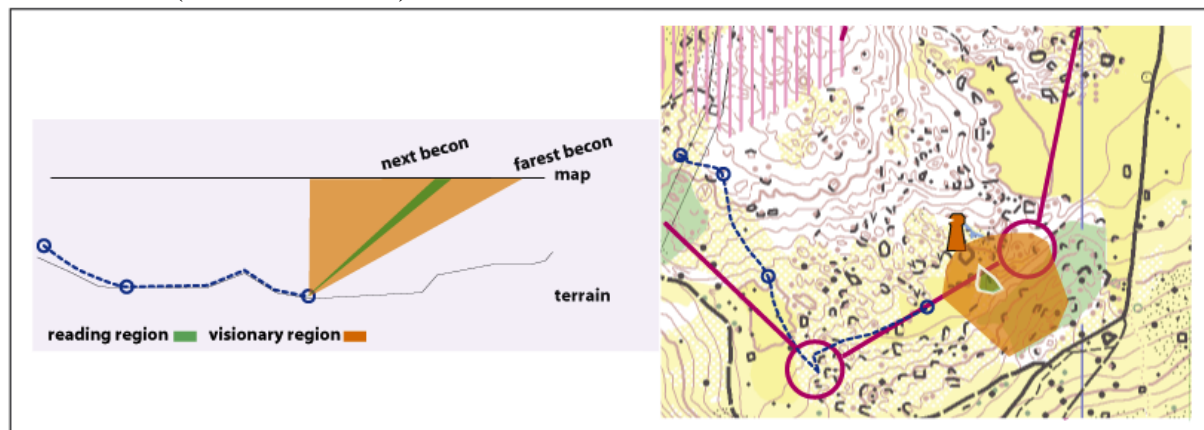 next becon
farest becon
map
terrain
reading region
visionary region